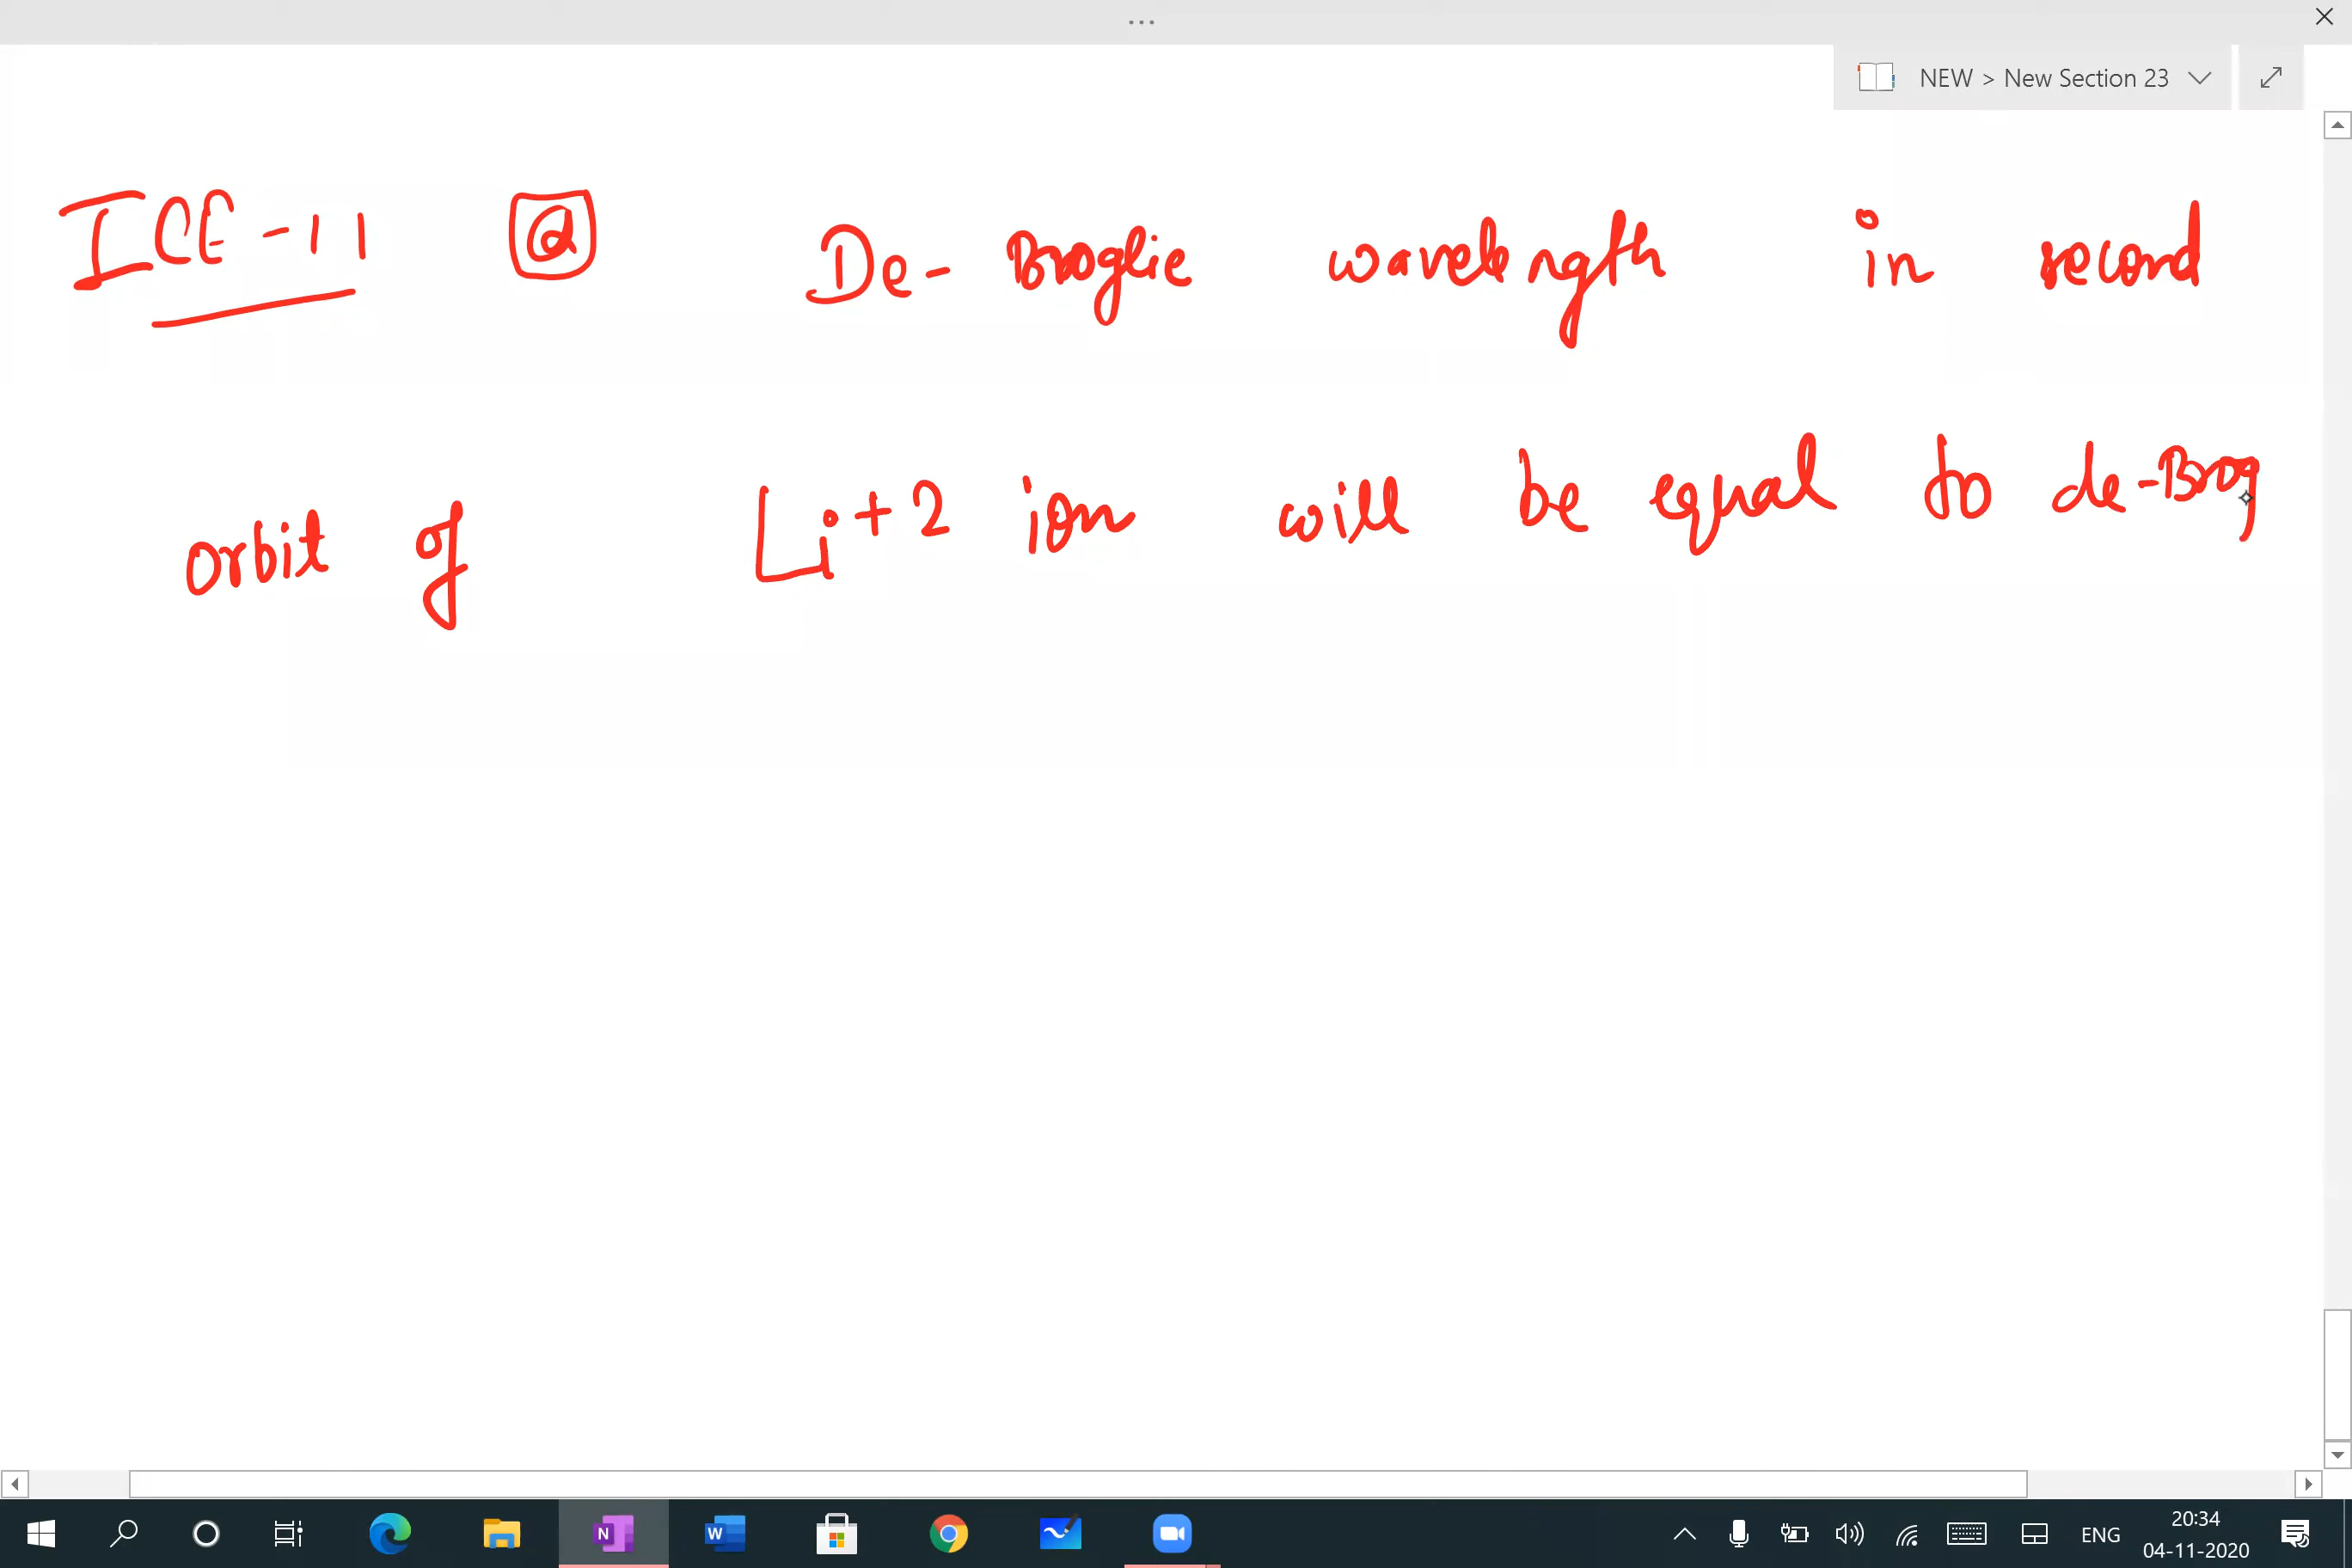 NEW > New Section 23
ICE-11 Q De-Broglie wavelength in second
orbit of Li+2 ion will be equal to de-Brog
N
W
ENG
20:34
04-11-2020